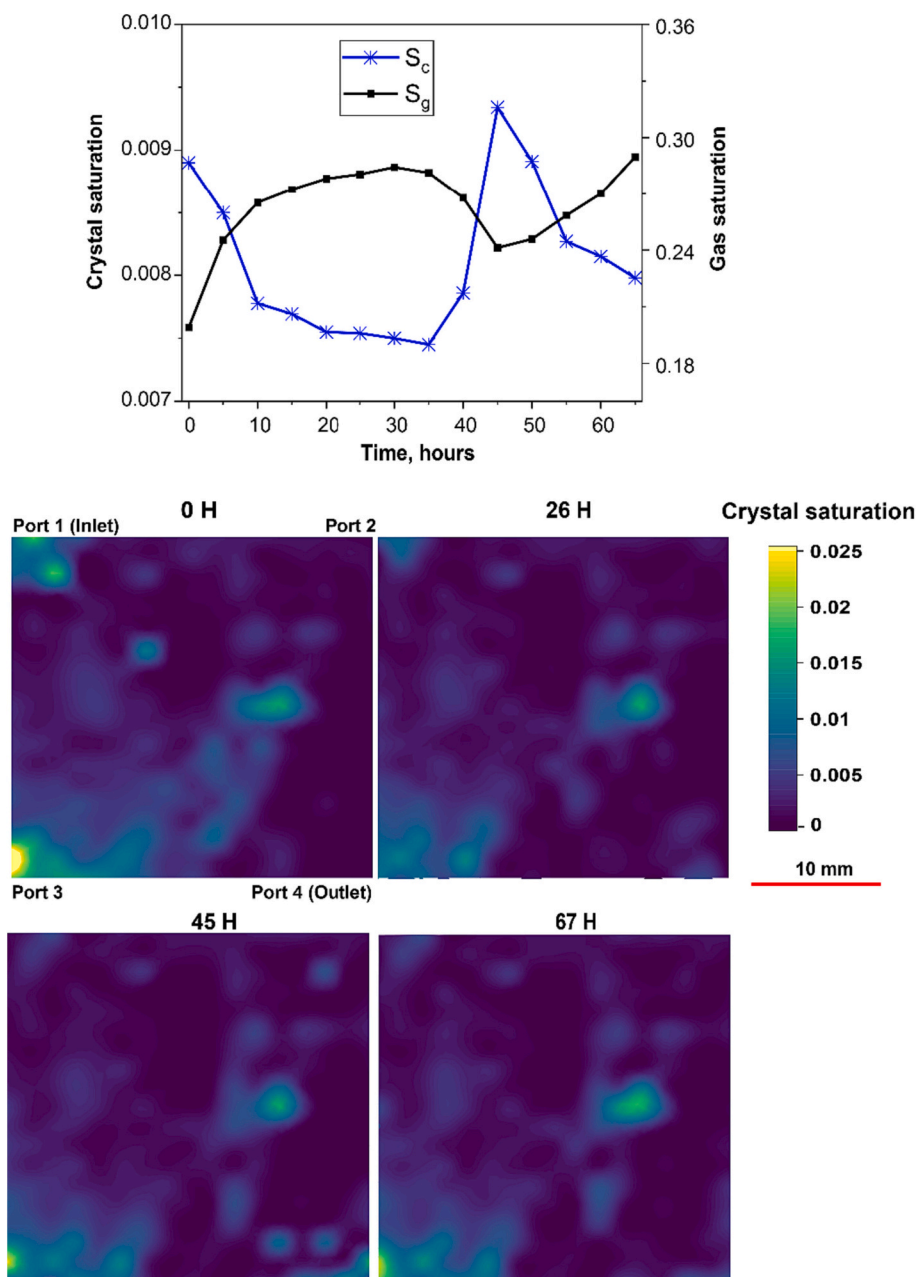 0.010
0.009
0.008
0.007
Crystal saturation
S_c
S_g
0.36
0.30
0.24
0.18
Gas saturation
0 10 20 30 40 50 60
Time, hours
0 H 26 H Crystal saturation
Port 1 (Inlet) Port 2
0.025
0.02
0.015
0.01
0.005
0
10 mm
Port 3 Port 4 (Outlet)
45 H 67 H